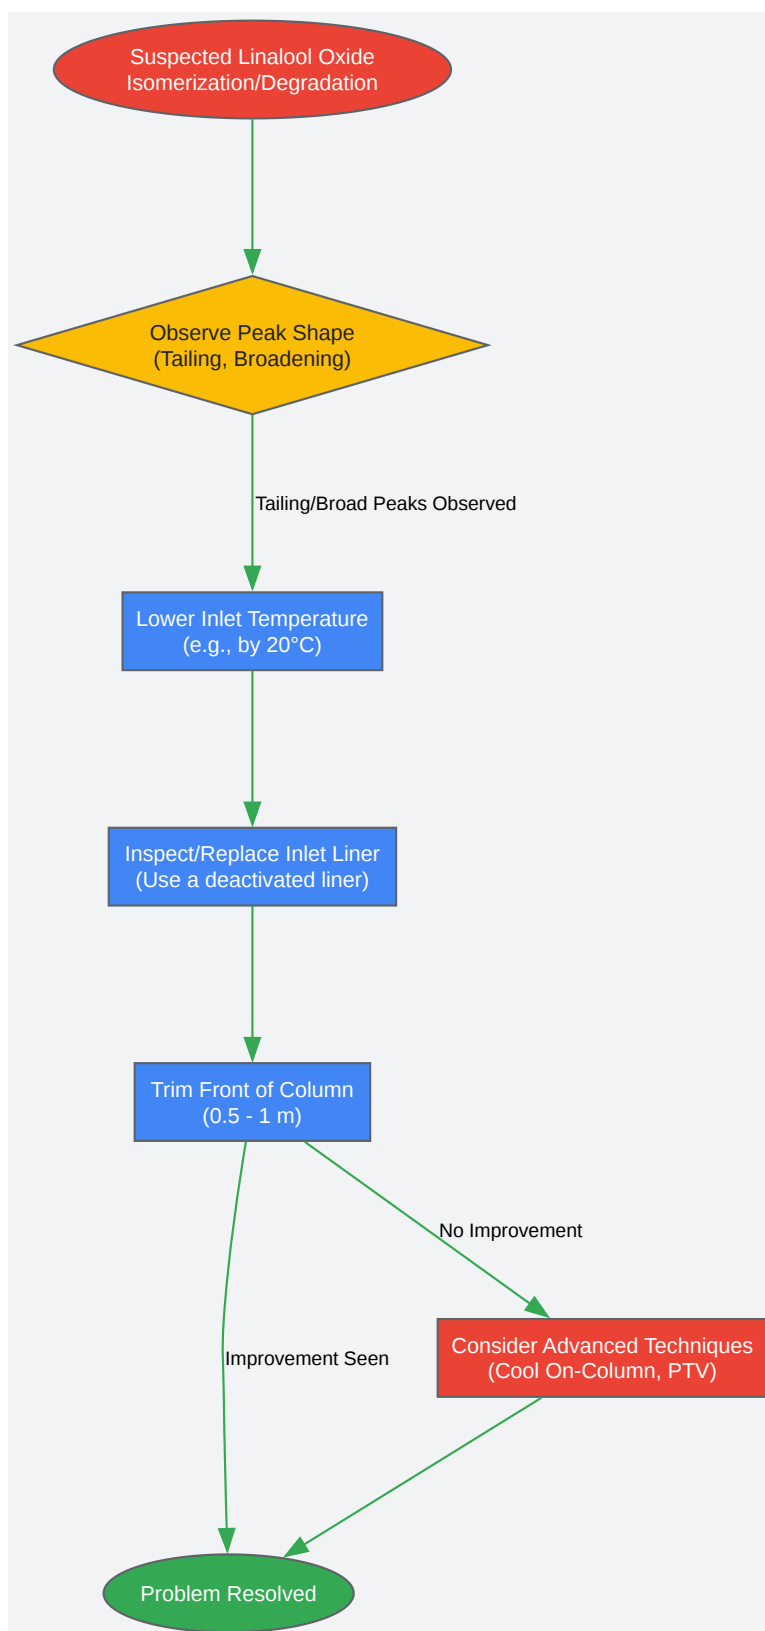 Suspected Linalool Oxide
Isomerization/Degradation
Observe Peak Shape
(Tailing, Broadening)
Tailing/Broad Peaks Observed
Lower Inlet Temperature
(e.g., by 20°C)
Inspect/Replace Inlet Liner
(Use a deactivated liner)
Trim Front of Column
(0.5 - 1 m)
No Improvement
Consider Advanced Techniques
(Cool On-Column, PTV)
Improvement Seen
Problem Resolved